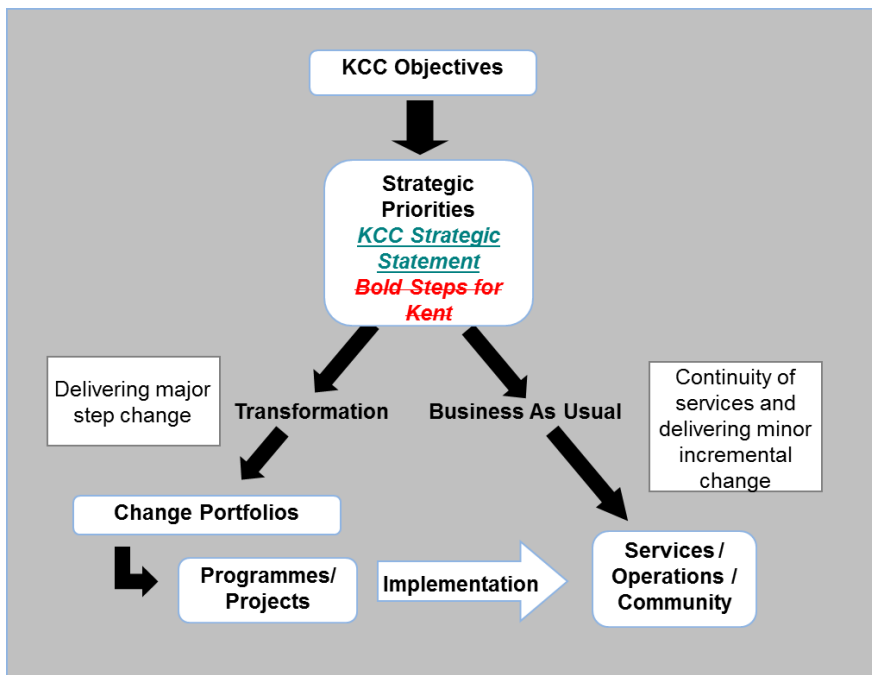 KCC Objectives
Strategic
Priorities
KCC Strategic
Statement
Bold Steps for
Kent
Delivering major
step change
Transformation
Business As Usual
Continuity of
services and
delivering minor
incremental
change
Change Portfolios
Programmes/
Projects
Implementation
Services /
Operations /
Community